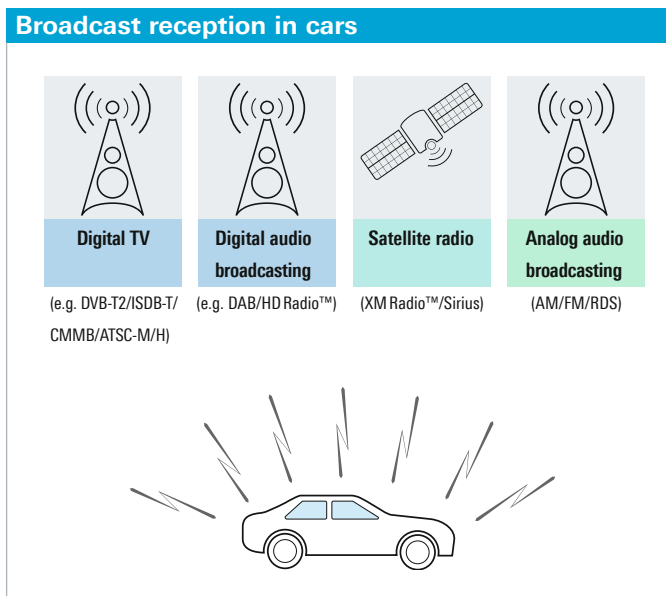 Broadcast reception in cars
Digital TV
(e.g. DVB-T2/ISDB-T/
CMMB/ATSC-M/H)
Digital audio
broadcasting
(e.g. DAB/HD Radio™)
Satellite radio
(XM Radio™/Sirius)
Analog audio
broadcasting
(AM/FM/RDS)